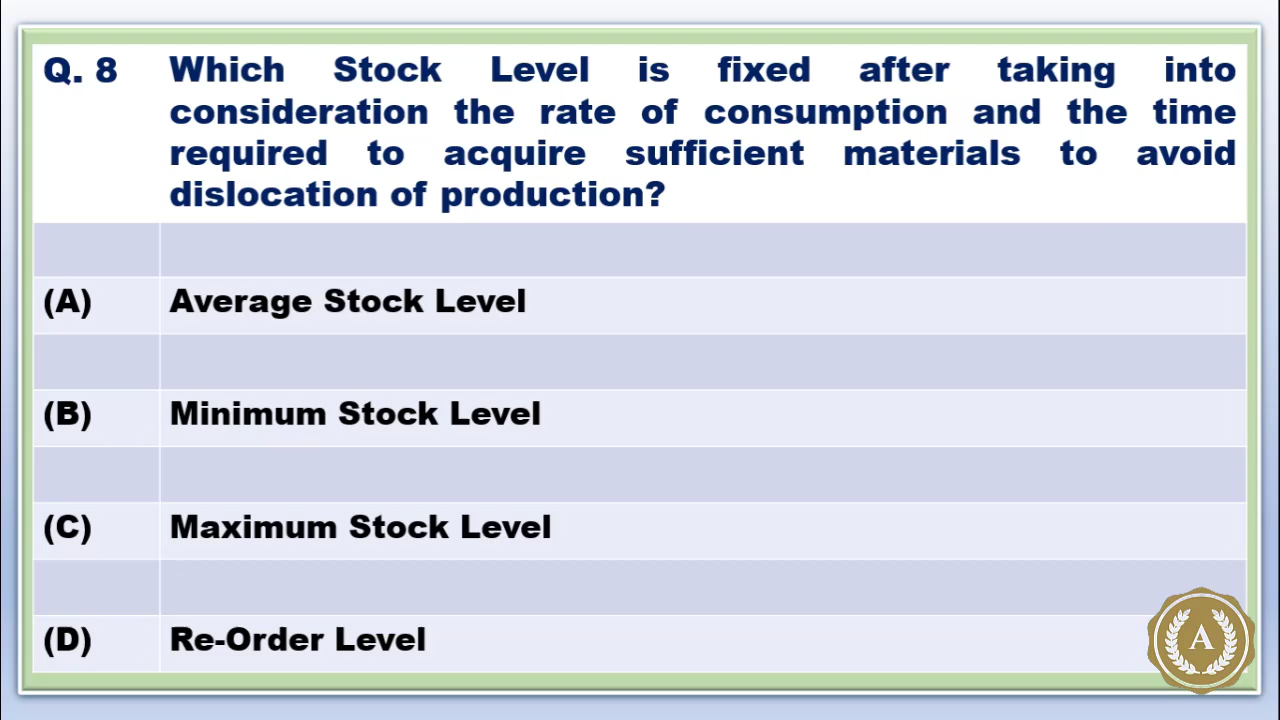 Q. 8 Which Stock Level is fixed after taking into
consideration the rate of consumption and the time
required to acquire sufficient materials to avoid
dislocation of production?
(A) Average Stock Level
(B) Minimum Stock Level
(C) Maximum Stock Level
(D) Re-Order Level
A